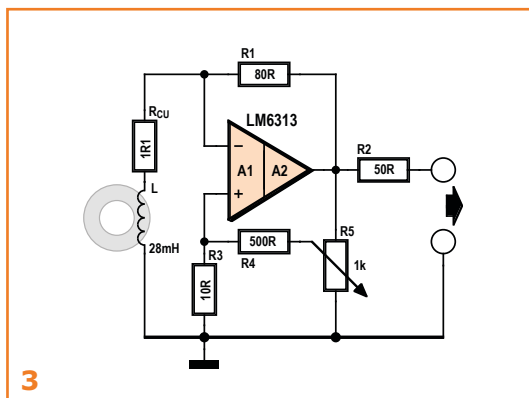 R1
80R
LM6313
RCU
1R1
R2
50R
A1
A2
−
+
L
28mH
R3
10R
500R
R4
R5
1k
3